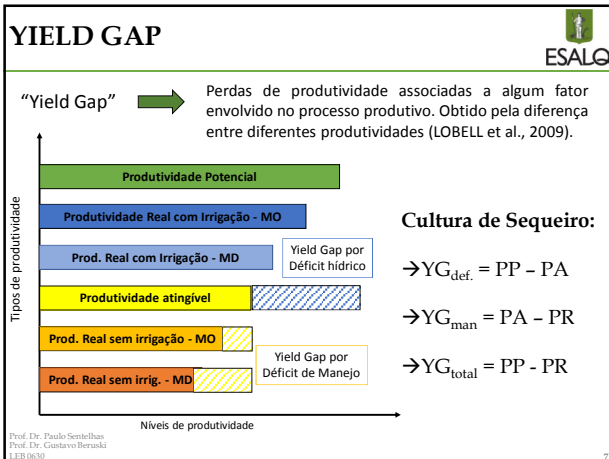 YIELD GAP
ESALQ
“Yield Gap”
Perdas de produtividade associadas a algum fator
envolvido no processo produtivo. Obtido pela diferença
entre diferentes produtividades (LOBELL et al., 2009).
Tipos de produtividade
Produtividade Potencial
Produtividade Real com Irrigação - MO
Prod. Real com Irrigação - MD
Yield Gap por
Déficit hídrico
Produtividade atingível
Prod. Real sem irrigação - MO
Prod. Real sem irrig. - MD
Yield Gap por
Déficit de Manejo
Níveis de produtividade
Cultura de Sequeiro:
→YGdef. = PP – PA
→YGman = PA – PR
→YGtotal = PP - PR
Prof. Dr. Paulo Sentelhas
Prof. Dr. Gustavo Beruski
LEB 0630
7